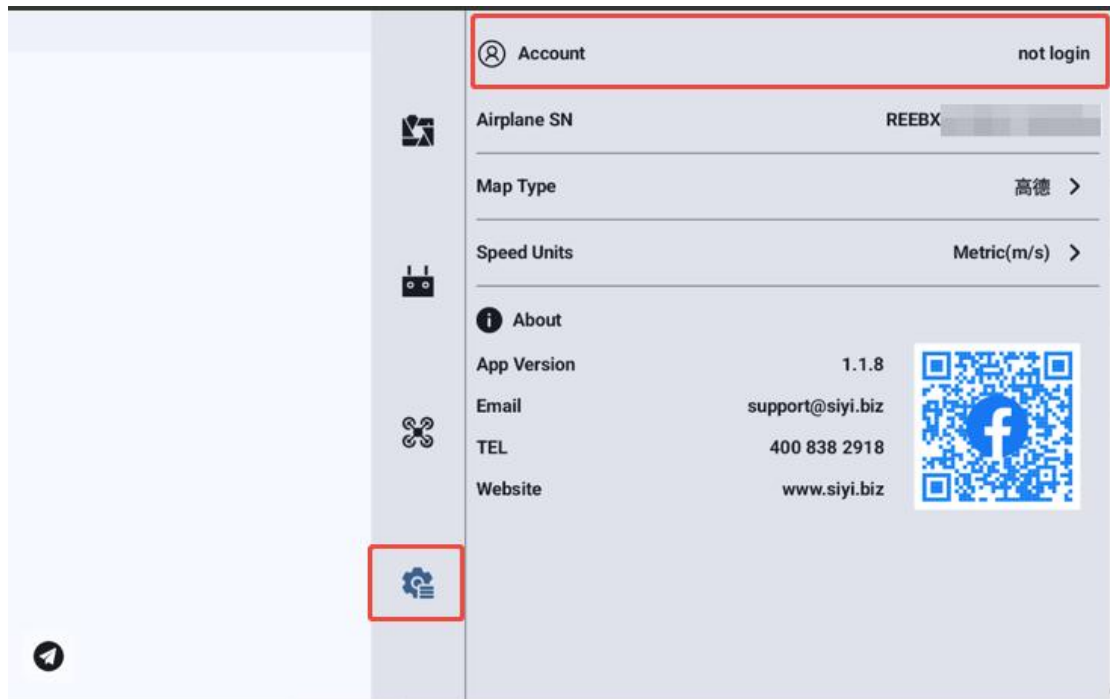 Account not login
Airplane SN REEBX
Map Type 高德
Speed Units Metric(m/s)
About
App Version 1.1.8
Email support@siyi.biz
TEL 400 838 2918
Website www.siyi.biz